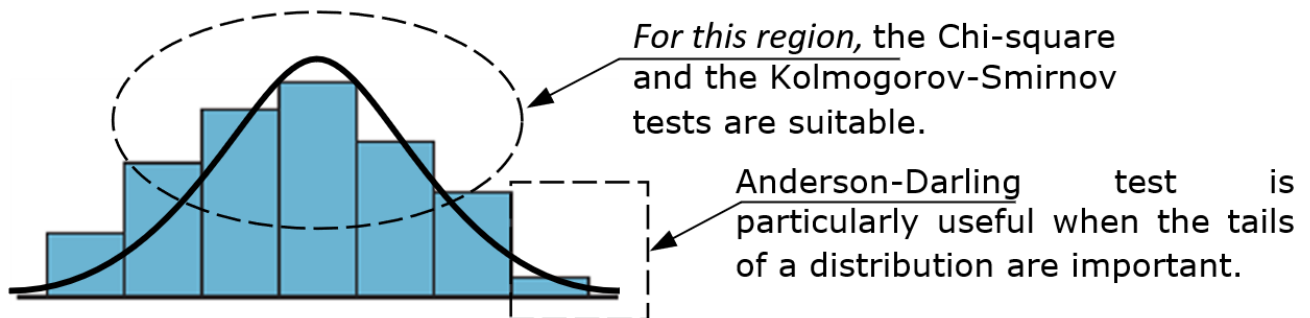 For this region, the Chi-square
and the Kolmogorov-Smirnov
tests are suitable.
Anderson-Darling test is
particularly useful when the tails
of a distribution are important.